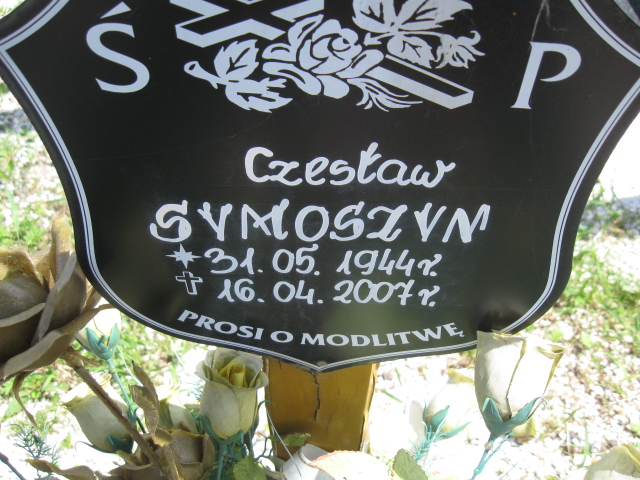 Ś P
Czesław
SYMOSZYN
* 31. 05. 1944 r.
† 16. 04. 2007 r.
PROSI O MODLITWĘ